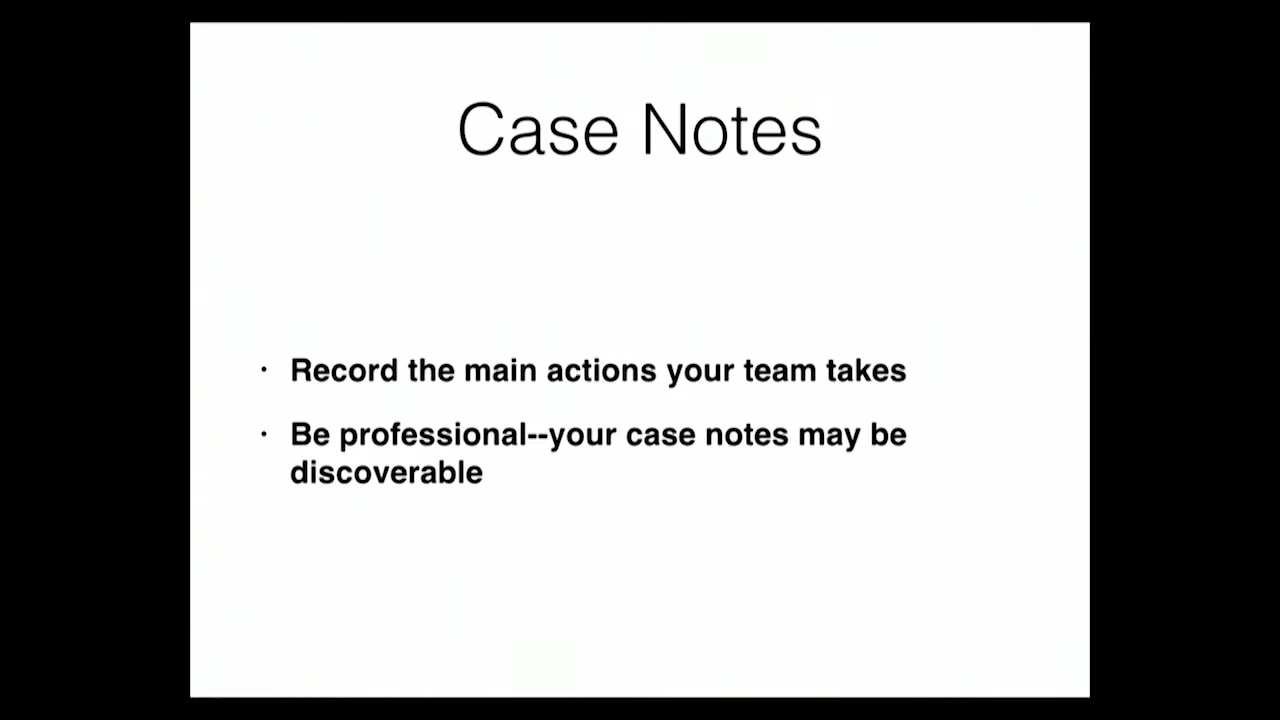 Case Notes
• Record the main actions your team takes
• Be professional--your case notes may be
discoverable